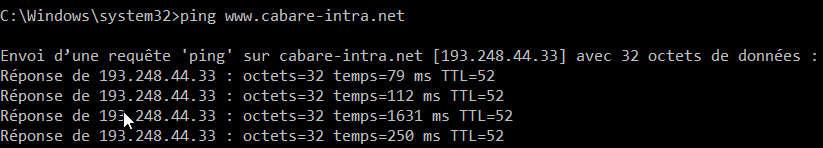 C:\Windows\system32>ping www.cabare-intra.net
Envoi d’une requête 'ping' sur cabare-intra.net [193.248.44.33] avec 32 octets de données :
Réponse de 193.248.44.33 : octets=32 temps=79 ms TTL=52
Réponse de 193.248.44.33 : octets=32 temps=112 ms TTL=52
Réponse de 193.248.44.33 : octets=32 temps=1631 ms TTL=52
Réponse de 193.248.44.33 : octets=32 temps=250 ms TTL=52